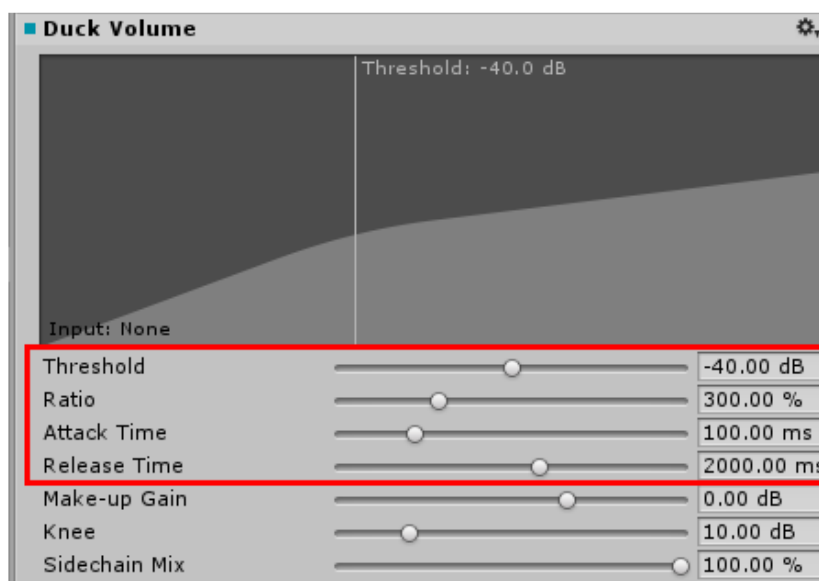 Duck Volume
Threshold: -40.0 dB
Input: None
Threshold -40.00 dB
Ratio 300.00 %
Attack Time 100.00 ms
Release Time 2000.00 ms
Make-up Gain 0.00 dB
Knee 10.00 dB
Sidechain Mix 100.00 %